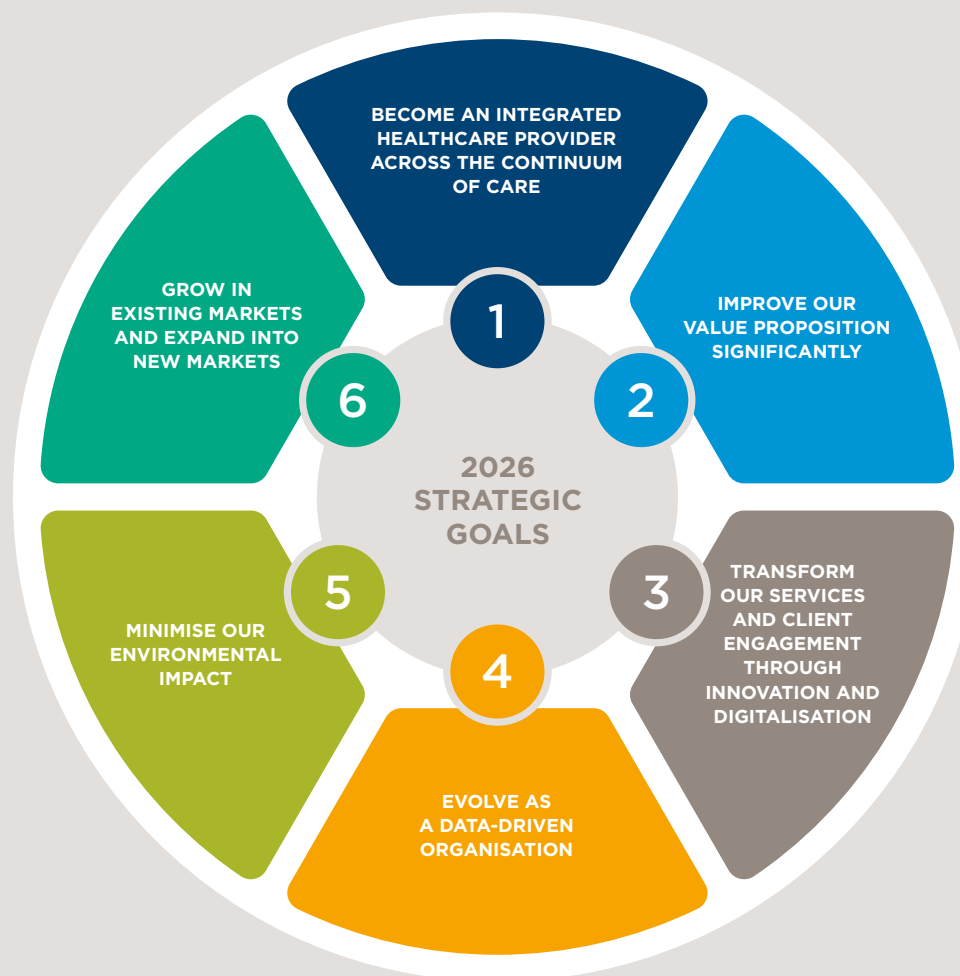 2026
STRATEGIC
GOALS
1
BECOME AN INTEGRATED
HEALTHCARE PROVIDER
ACROSS THE CONTINUUM
OF CARE
2
IMPROVE OUR
VALUE PROPOSITION
SIGNIFICANTLY
3
TRANSFORM
OUR SERVICES
AND CLIENT
ENGAGEMENT
THROUGH
INNOVATION AND
DIGITALISATION
4
EVOLVE AS
A DATA-DRIVEN
ORGANISATION
5
MINIMISE OUR
ENVIRONMENTAL
IMPACT
6
GROW IN
EXISTING MARKETS
AND EXPAND INTO
NEW MARKETS